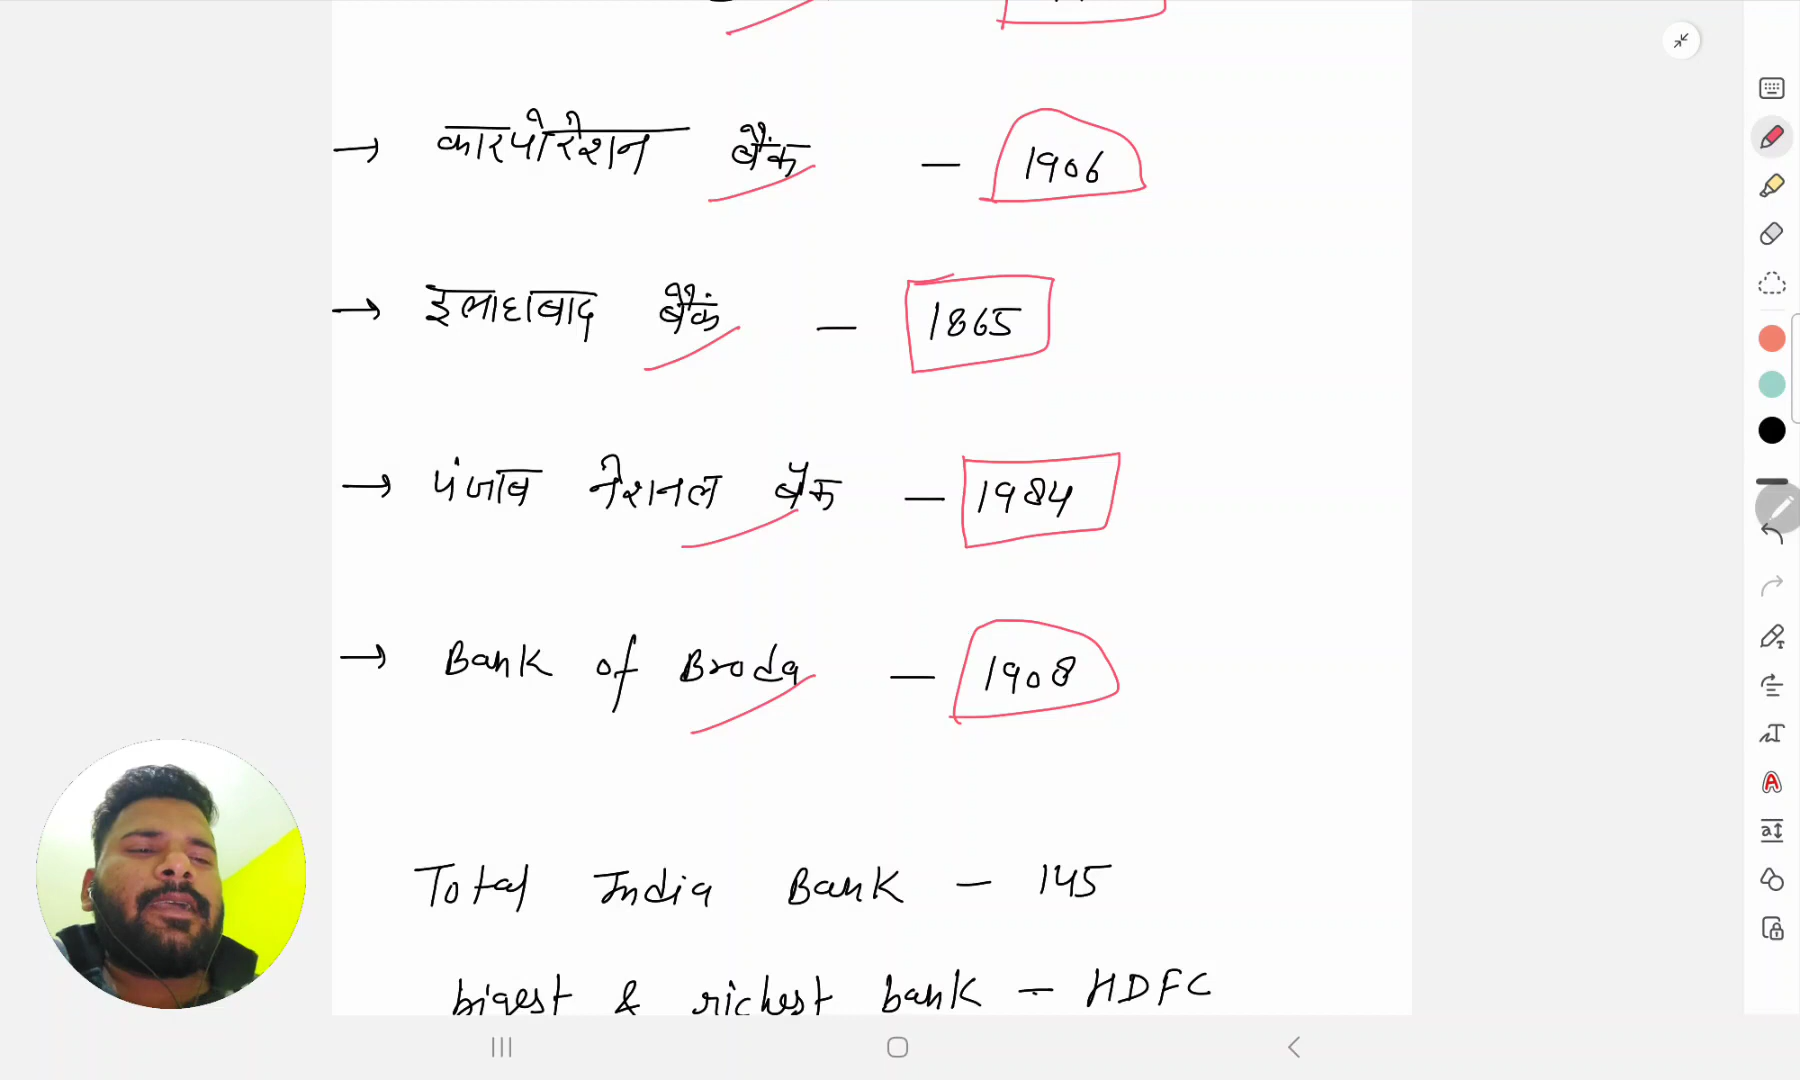 → कारपोरेशन बैंक — 1906
→ इलाहाबाद बैंक — 1865
→ पंजाब नेशनल बैंक — 1984
→ Bank of Broda — 1908
Total India Bank — 145
bigest & richest bank — HDFC